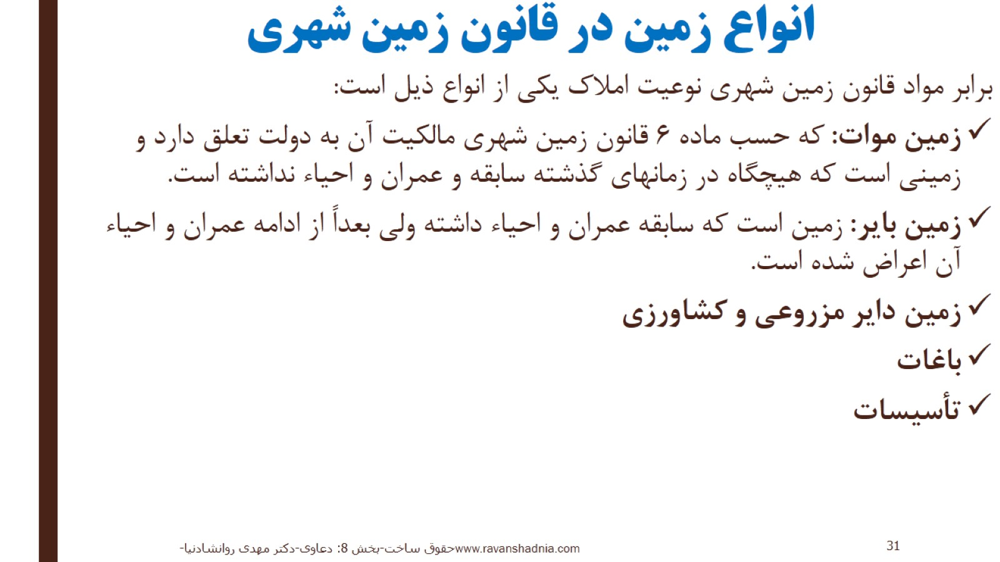 انواع زمین در قانون زمین شهری
برابر مواد قانون زمین شهری نوعیت املاک یکی از انواع ذیل است:
✓ زمین موات: که حسب ماده ۶ قانون زمین شهری مالکیت آن به دولت تعلق دارد و
زمینی است که هیچگاه در زمانهای گذشته سابقه و عمران و احیاء نداشته است.
✓ زمین بایر: زمین است که سابقه عمران و احیاء داشته ولی بعداً از ادامه عمران و احیاء
آن اعراض شده است.
✓ زمین دایر مزروعی و کشاورزی
✓ باغات
✓ تأسیسات
www.ravanshadnia.comحقوق ساخت-بخش 8: دعاوی-دکتر مهدی روانشادنیا-
31